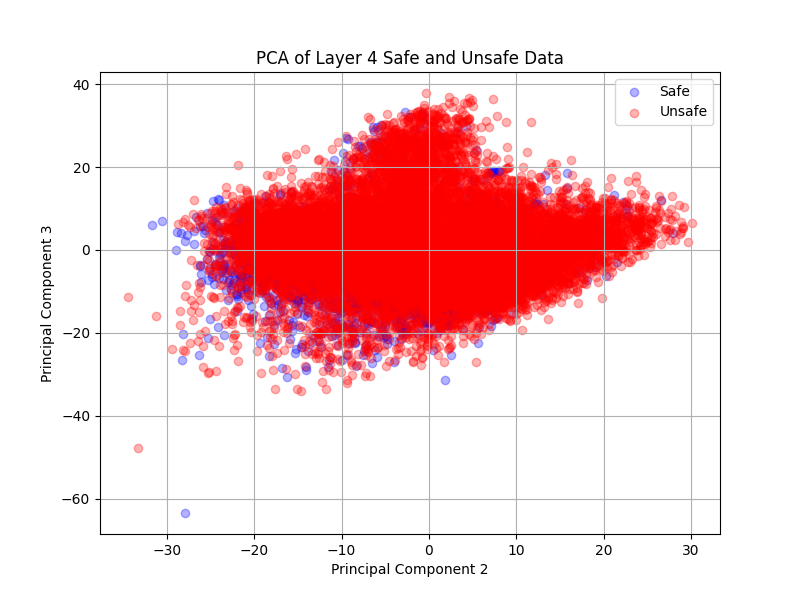 PCA of Layer 4 Safe and Unsafe Data
Safe
Unsafe
40
20
0
−20
−40
−60
Principal Component 3
−30
−20
−10
0
10
20
30
Principal Component 2